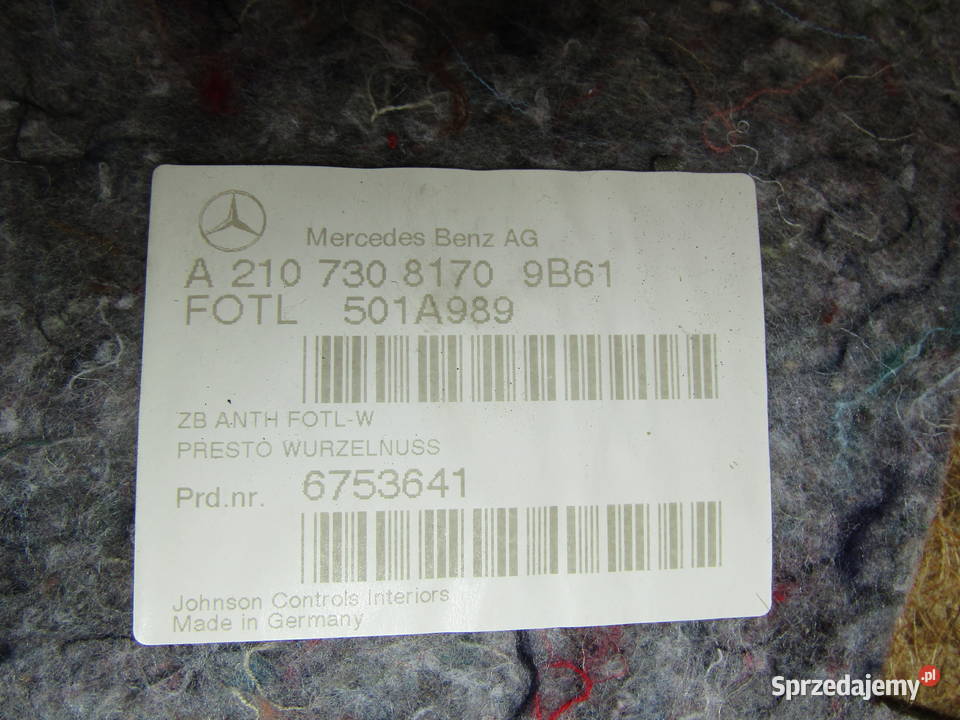 Mercedes Benz AG
A 210 730 8170 9B61
FOTL 501A989
ZB ANTH FOTL-W
PRESTO WURZELNUSS
Prd.nr. 6753641
Johnson Controls Interiors
Made in Germany
Sprzedajemy.pl